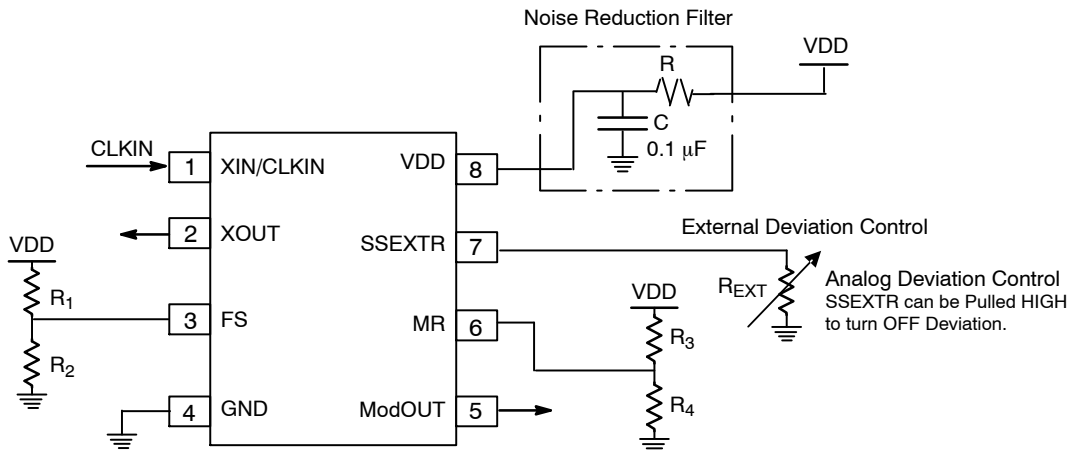 Noise Reduction Filter
VDD
R
C
0.1 μF
CLKIN
1
XIN/CLKIN
VDD
8
2
XOUT
SSEXTR
7
External Deviation Control
VDD
R1
R2
3
FS
MR
6
VDD
R3
R4
REXT
Analog Deviation Control
SSEXTR can be Pulled HIGH
to turn OFF Deviation.
4
GND
ModOUT
5